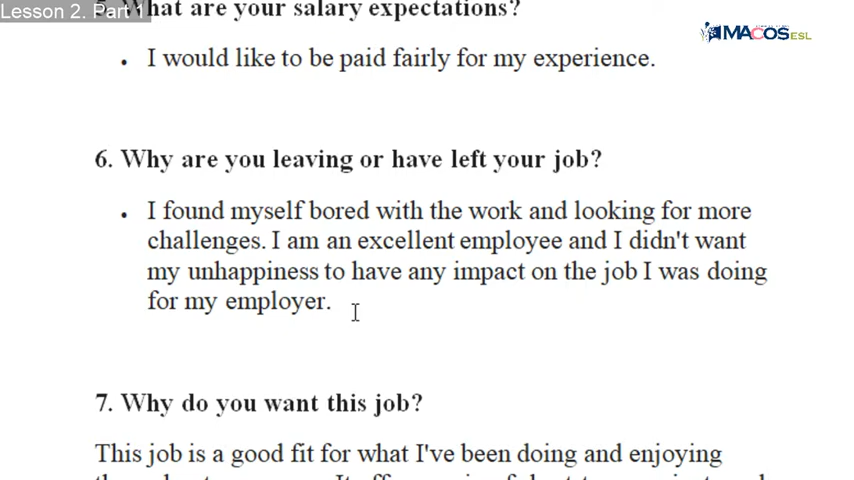 Lesson 2. Part 1
What are your salary expectations?
MACOS ESL
• I would like to be paid fairly for my experience.
6. Why are you leaving or have left your job?
• I found myself bored with the work and looking for more
challenges. I am an excellent employee and I didn't want
my unhappiness to have any impact on the job I was doing
for my employer.
7. Why do you want this job?
This job is a good fit for what I've been doing and enjoying